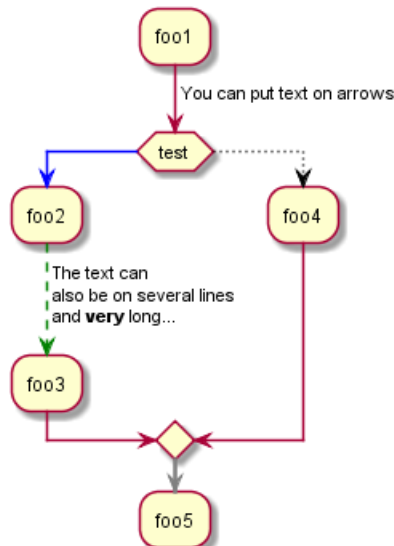 foo1
You can put text on arrows
test
foo2
foo4
The text can
also be on several lines
and very long...
foo3
foo5